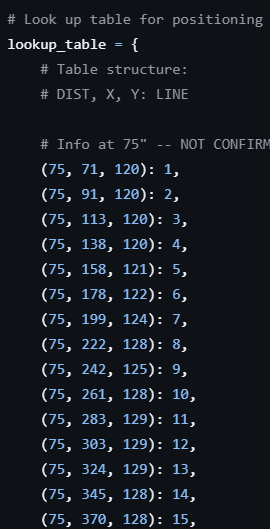 # Look up table for positioning
lookup_table = {
# Table structure:
# DIST, X, Y: LINE
# Info at 75" -- NOT CONFIRM
(75, 71, 120): 1,
(75, 91, 120): 2,
(75, 113, 120): 3,
(75, 138, 120): 4,
(75, 158, 121): 5,
(75, 178, 122): 6,
(75, 199, 124): 7,
(75, 222, 128): 8,
(75, 242, 125): 9,
(75, 261, 128): 10,
(75, 283, 129): 11,
(75, 303, 129): 12,
(75, 324, 129): 13,
(75, 345, 128): 14,
(75, 370, 128): 15,